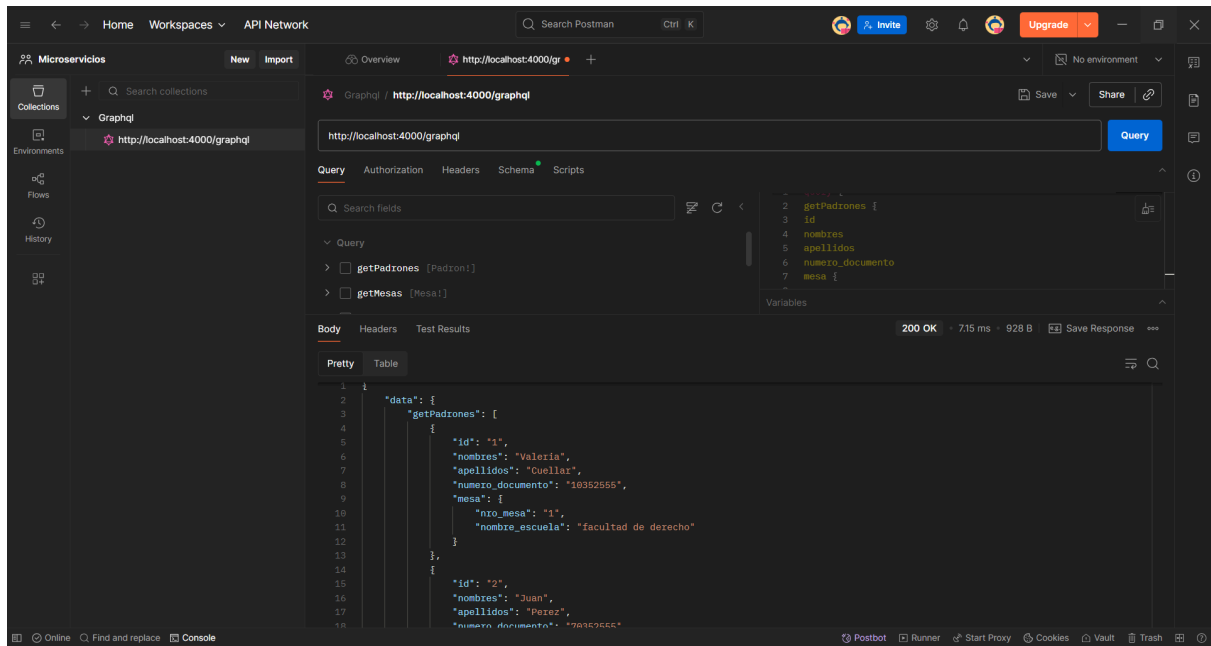 Home Workspaces API Network Search Postman Ctrl K Invite Upgrade
Microservicios New Import Overview http://localhost:4000/gr No environment
Collections
Search collections
Graphql / http://localhost:4000/graphql Save Share
Graphql
http://localhost:4000/graphql
http://localhost:4000/graphql Query
Environments
Query Authorization Headers Schema Scripts
Flows
History
Search fields
Query
getPadrones [Padron!]
getMesas [Mesa!]
2 getPadrones {
3 id
4 nombres
5 apellidos
6 numero_documento
7 mesa {
Variables
Body Headers Test Results 200 OK 7.15 ms 928 B Save Response
Pretty Table
1 {
2 "data": {
3 "getPadrones": [
4 {
5 "id": "1",
6 "nombres": "Valeria",
7 "apellidos": "Cuellar",
8 "numero_documento": "10352555",
9 "mesa": {
10 "nro_mesa": "1",
11 "nombre_escuela": "facultad de derecho"
12 }
13 },
14 {
15 "id": "2",
16 "nombres": "Juan",
17 "apellidos": "Perez",
18 "numero_documento": "70352555"
Online Find and replace Console Postbot Runner Start Proxy Cookies Vault Trash